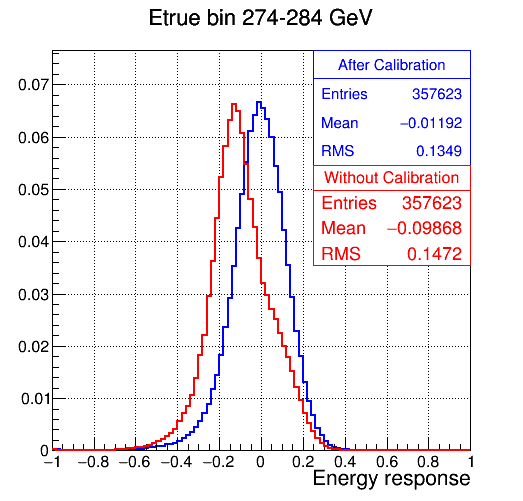 Etrue bin 274-284 GeV
After Calibration
Entries 357623
Mean −0.01192
RMS 0.1349
Without Calibration
Entries 357623
Mean −0.09868
RMS 0.1472
0.07
0.06
0.05
0.04
0.03
0.02
0.01
0
−1 −0.8 −0.6 −0.4 −0.2 0 0.2 0.4 0.6 0.8 1
Energy response